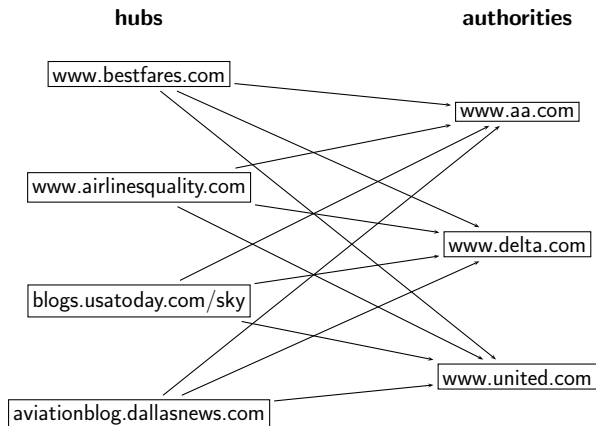 hubs
authorities
www.bestfares.com
www.aa.com
www.airlinesquality.com
www.delta.com
blogs.usatoday.com/sky
www.united.com
aviationblog.dallasnews.com